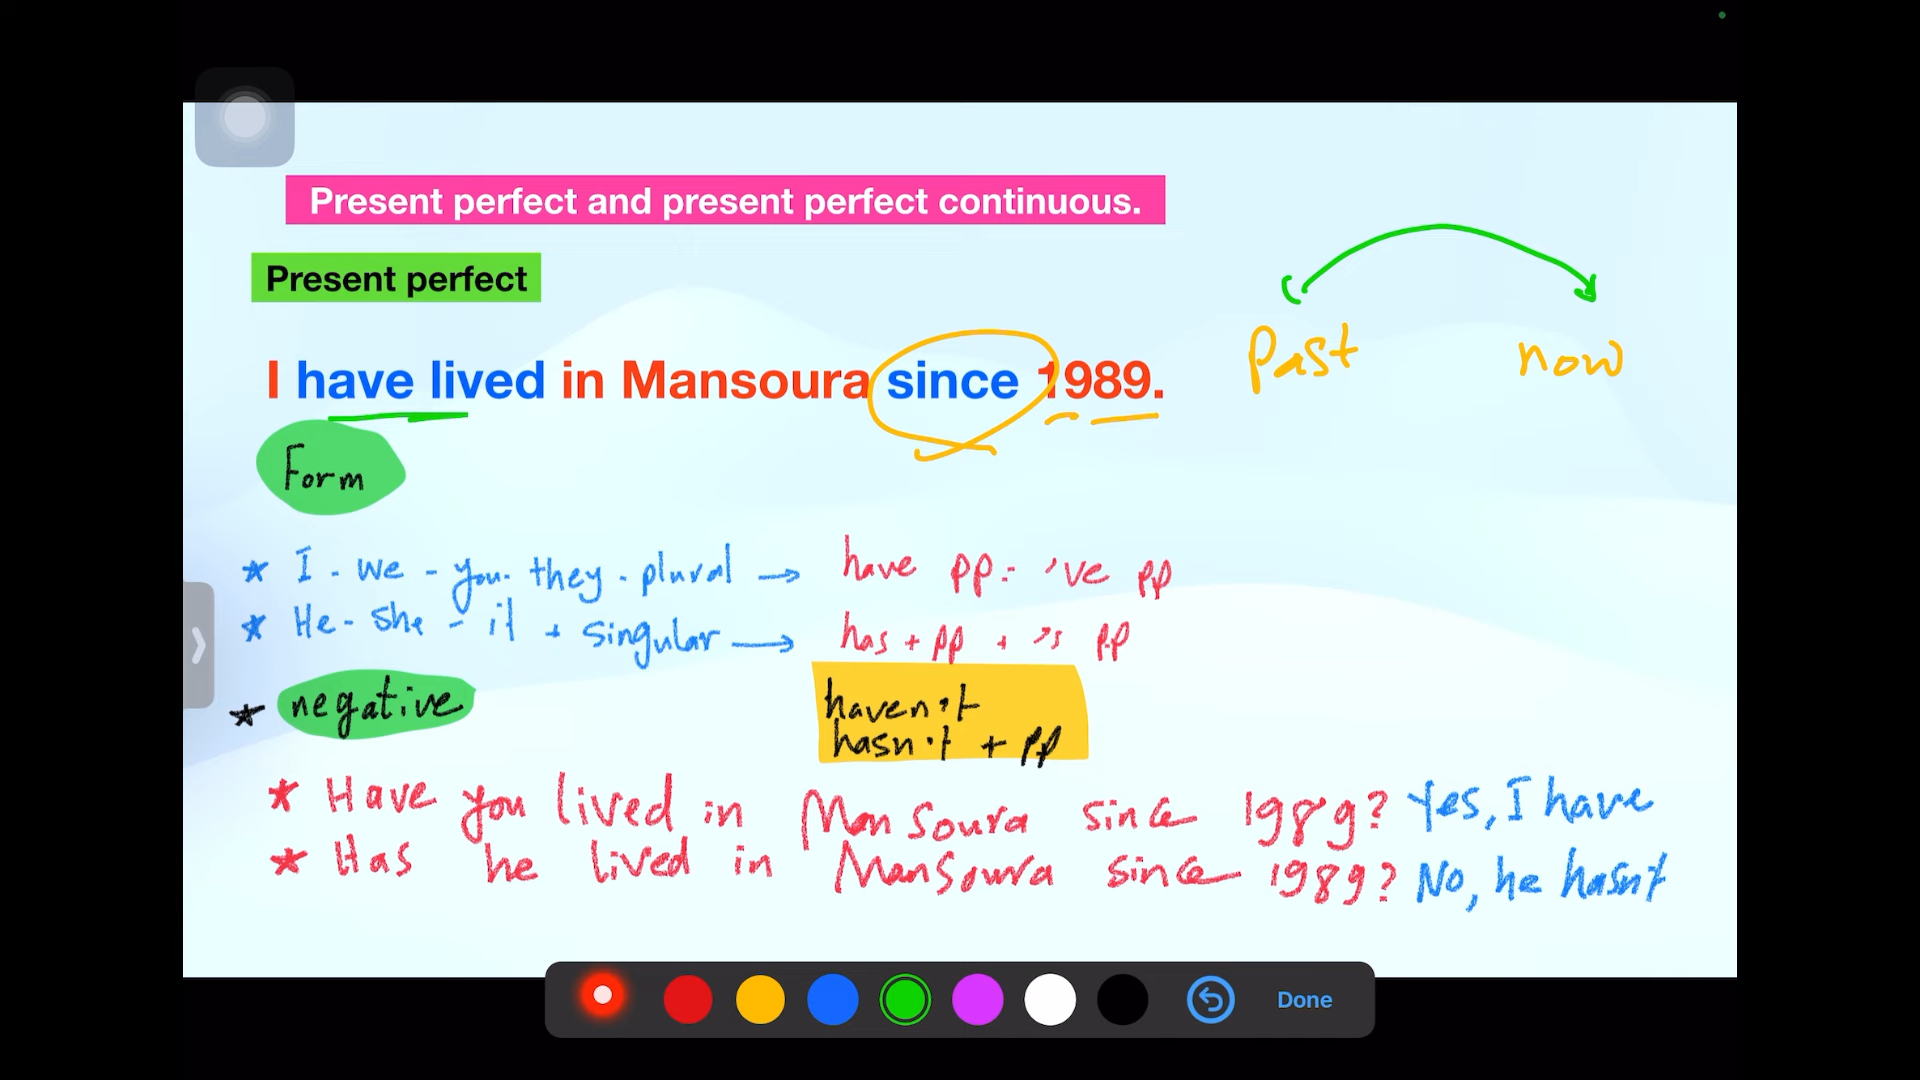 Present perfect and present perfect continuous.
Present perfect
I have lived in Mansoura since 1989.
Past now
Form
* I - we - you - they - plural → have pp = 've pp
* He - she - it + singular → has + pp + 's pp
* negative
haven't
hasn't + pp
* Have you lived in Mansoura since 1989? Yes, I have
* Has he lived in Mansoura since 1989? No, he hasn't
Done